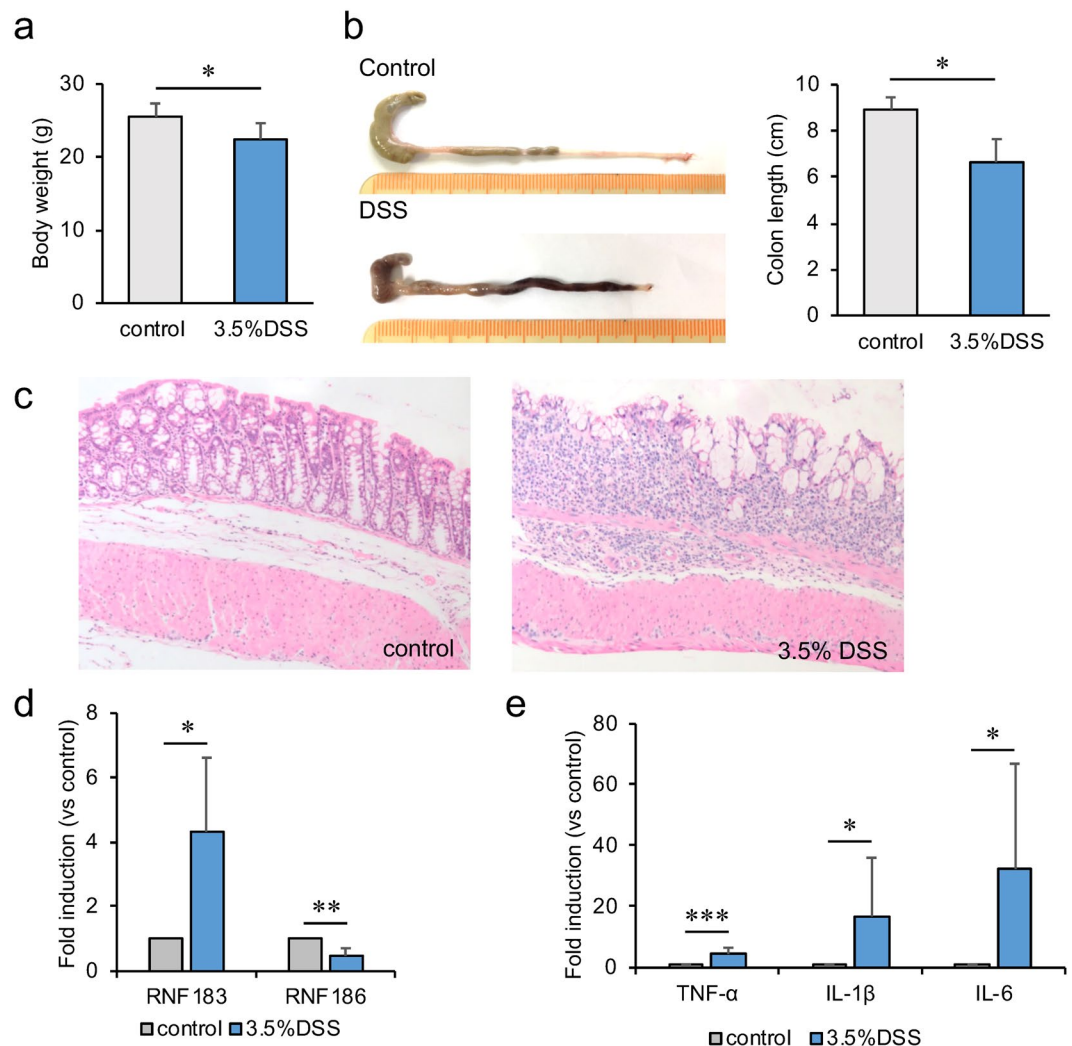 a
Body weight (g)
30
20
10
0
*
control
3.5%DSS
b
Control
DSS
Colon length (cm)
10
8
6
4
2
0
*
control
3.5%DSS
c
control
3.5% DSS
d
Fold induction (vs control)
8
6
4
2
0
*
**
RNF183
RNF186
control 3.5%DSS
e
Fold induction (vs control)
80
60
40
20
0
***
*
*
TNF-α
IL-1β
IL-6
control 3.5%DSS